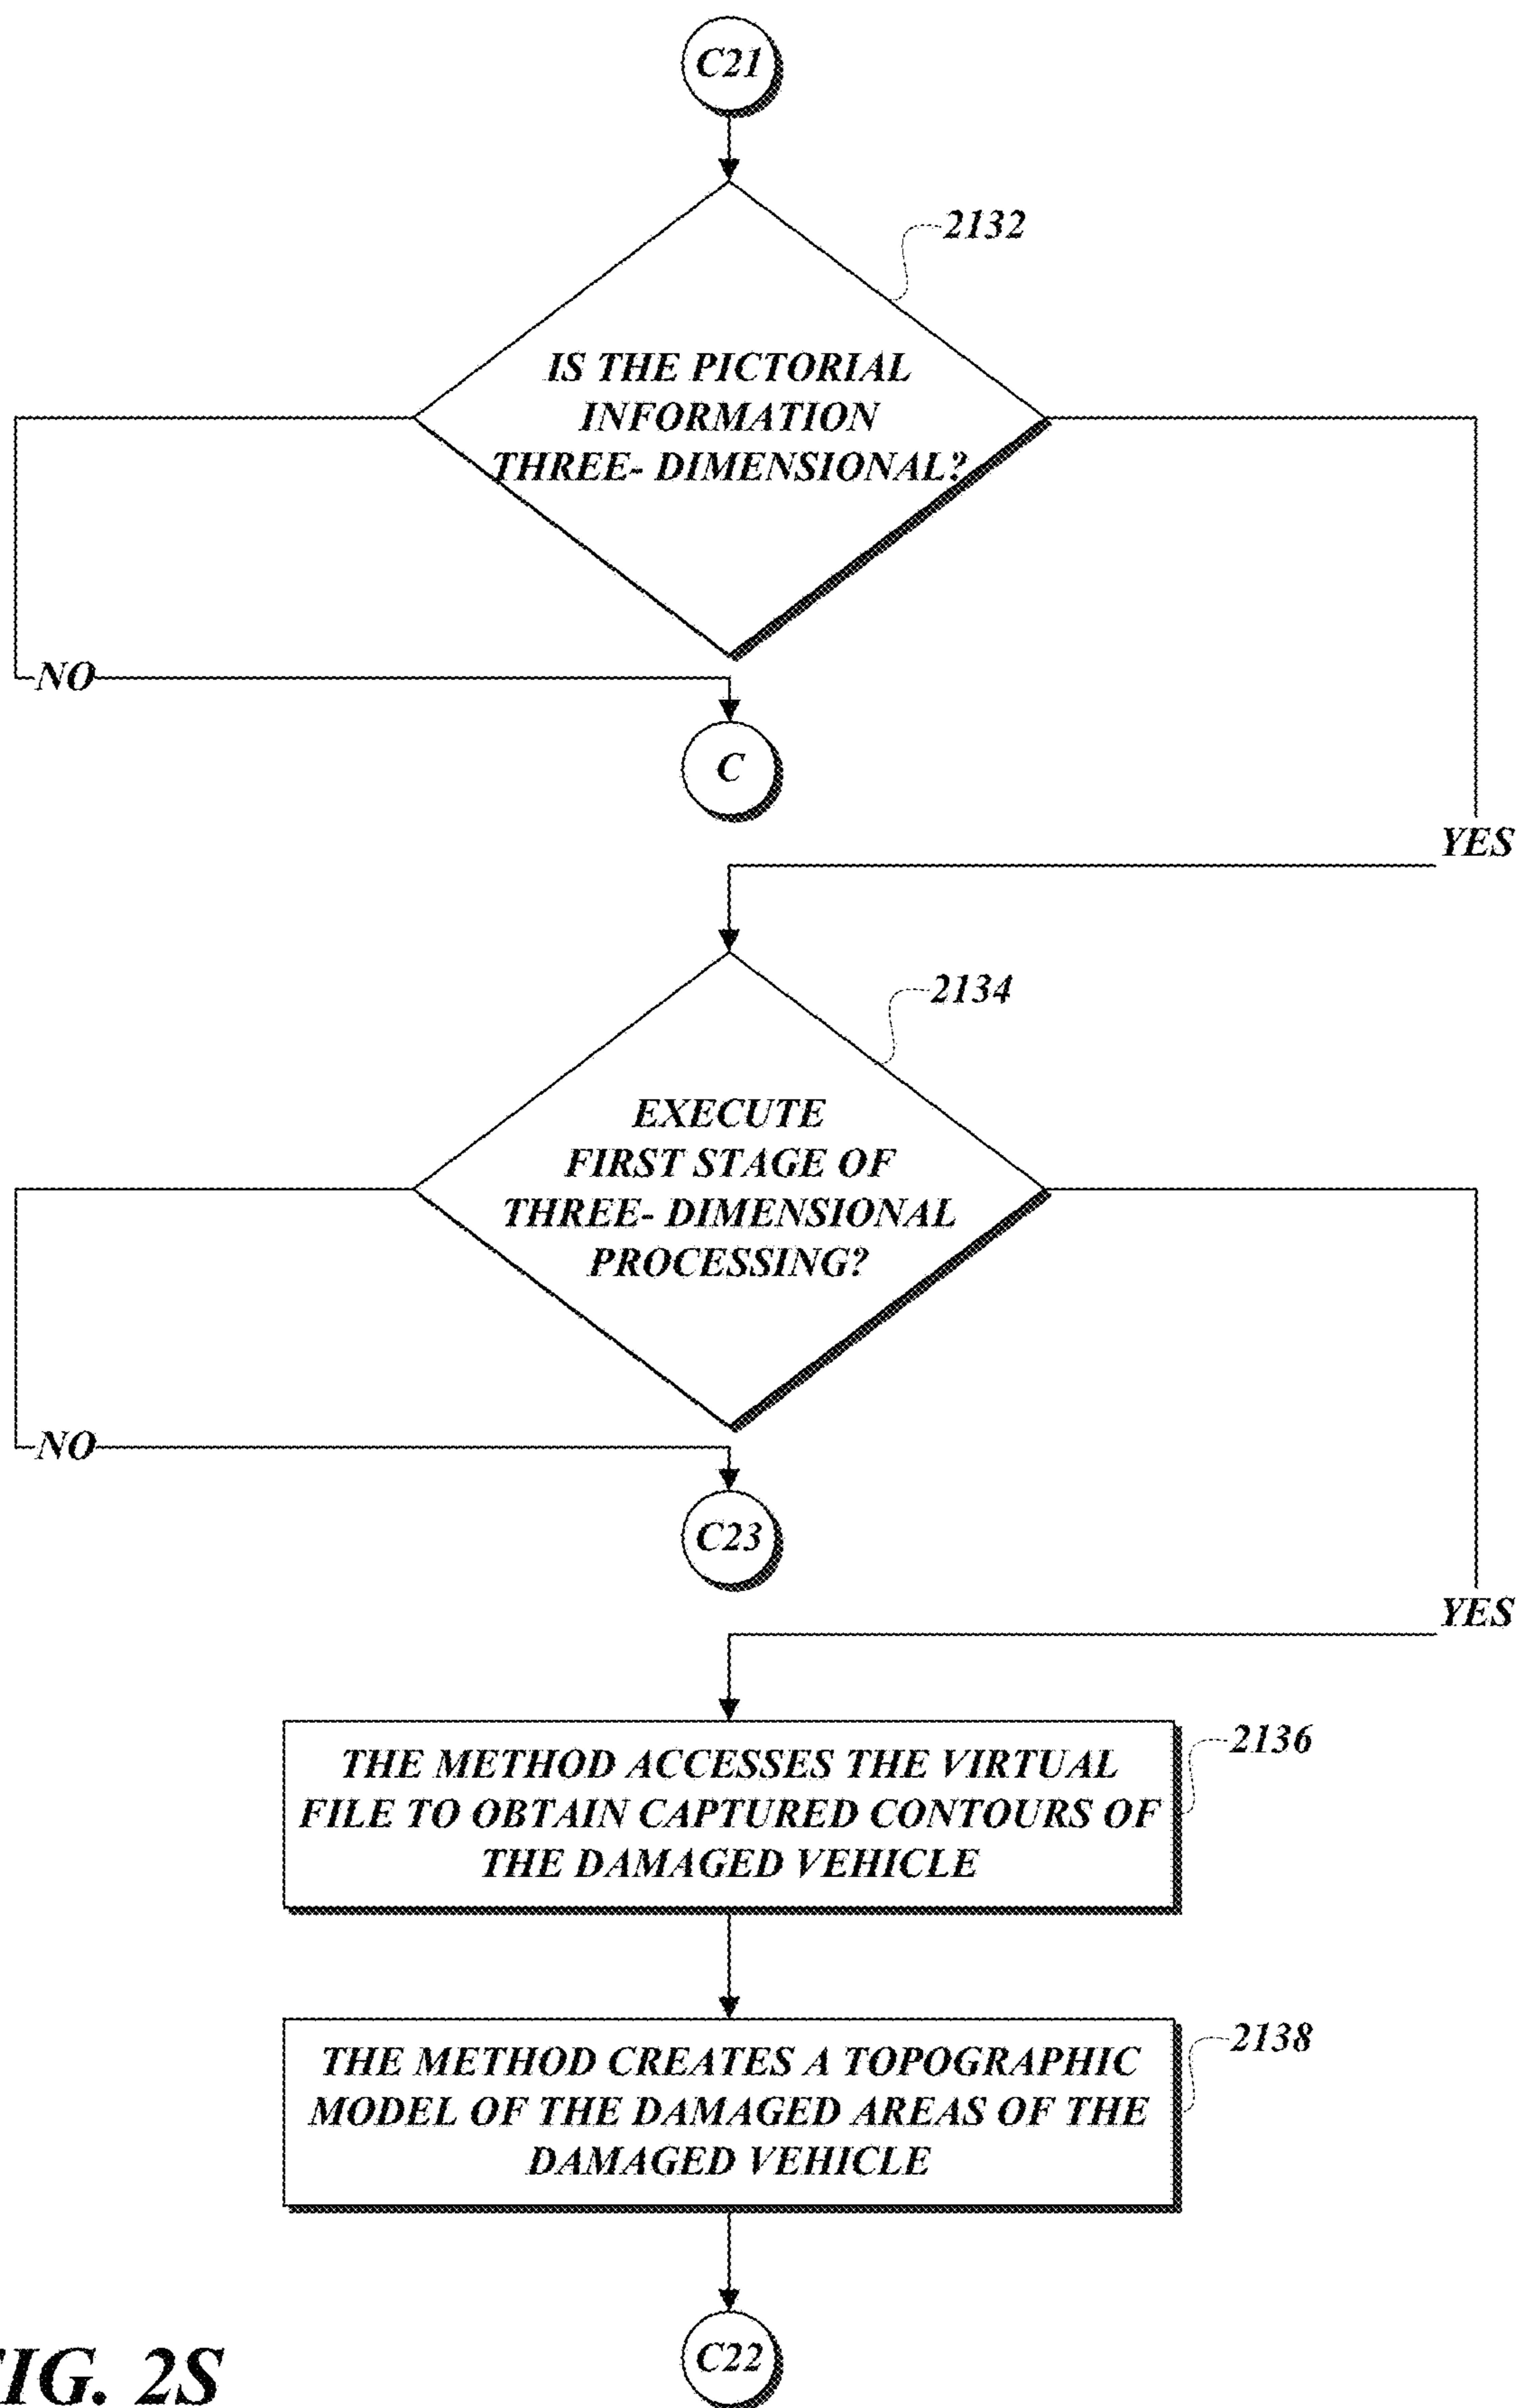 C21
2132
IS THE PICTORIAL
INFORMATION
THREE- DIMENSIONAL?
NO
C
YES
2134
EXECUTE
FIRST STAGE OF
THREE- DIMENSIONAL
PROCESSING?
NO
C23
YES
2136
THE METHOD ACCESSES THE VIRTUAL
FILE TO OBTAIN CAPTURED CONTOURS OF
THE DAMAGED VEHICLE
2138
THE METHOD CREATES A TOPOGRAPHIC
MODEL OF THE DAMAGED AREAS OF THE
DAMAGED VEHICLE
C22
FIG. 2S